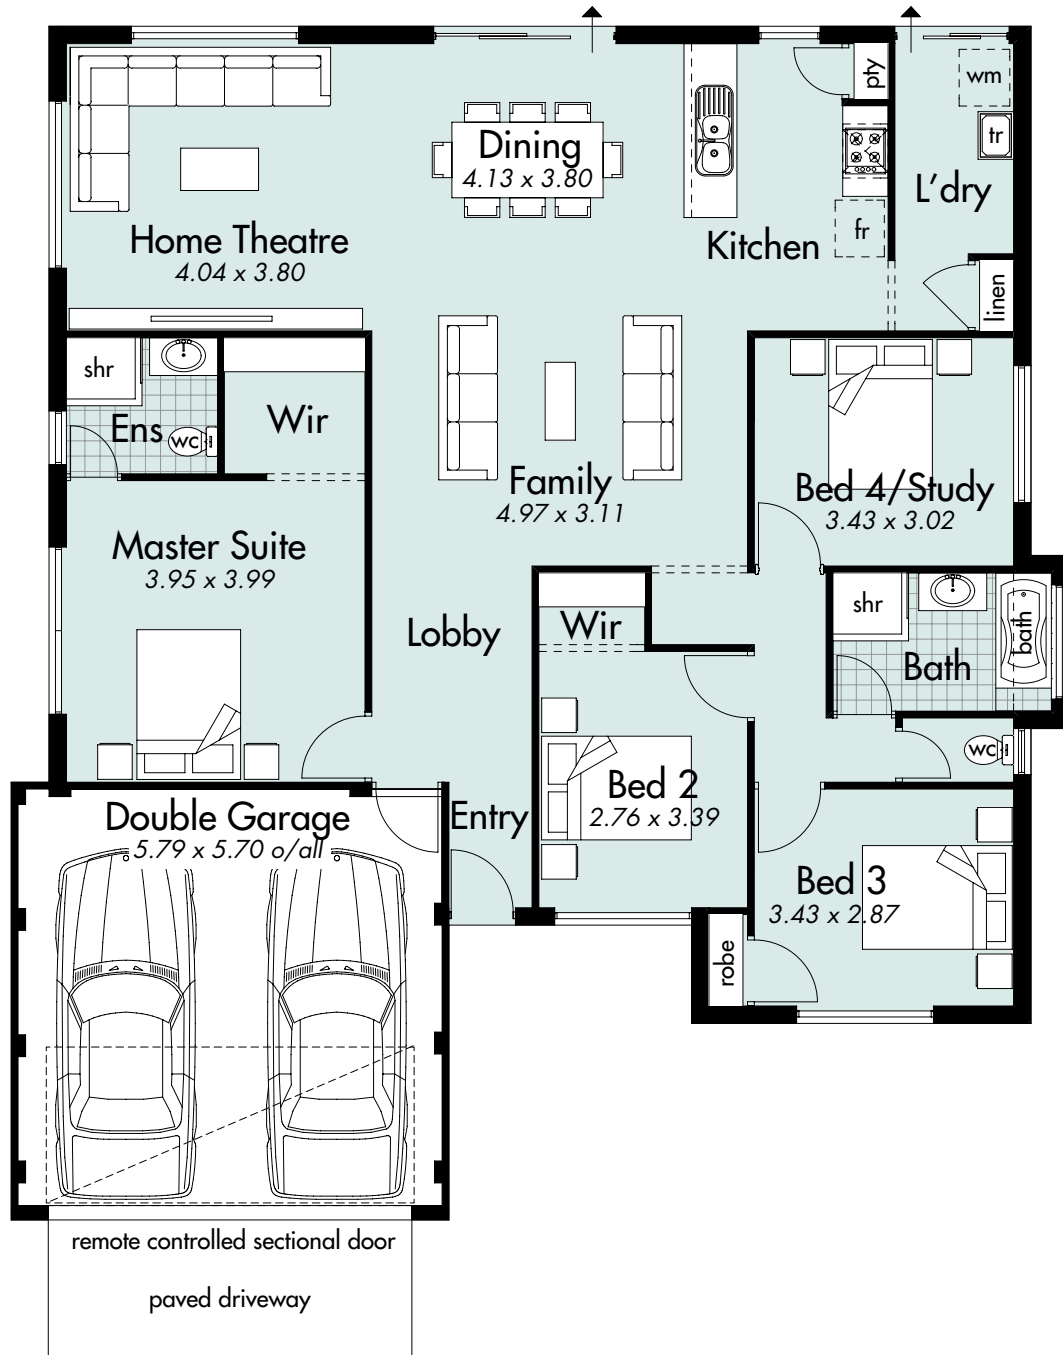 pty
wm
tr
Dining
4.13 x 3.80
L'dry
Home Theatre
4.04 x 3.80
Kitchen
fr
linen
shr
Ens
wc
Wir
Family
4.97 x 3.11
Bed 4/Study
3.43 x 3.02
Master Suite
3.95 x 3.99
Lobby
Wir
shr
Bath
bath
wc
Bed 2
2.76 x 3.39
Double Garage
5.79 x 5.70 o/all
Entry
Bed 3
3.43 x 2.87
robe
remote controlled sectional door
paved driveway